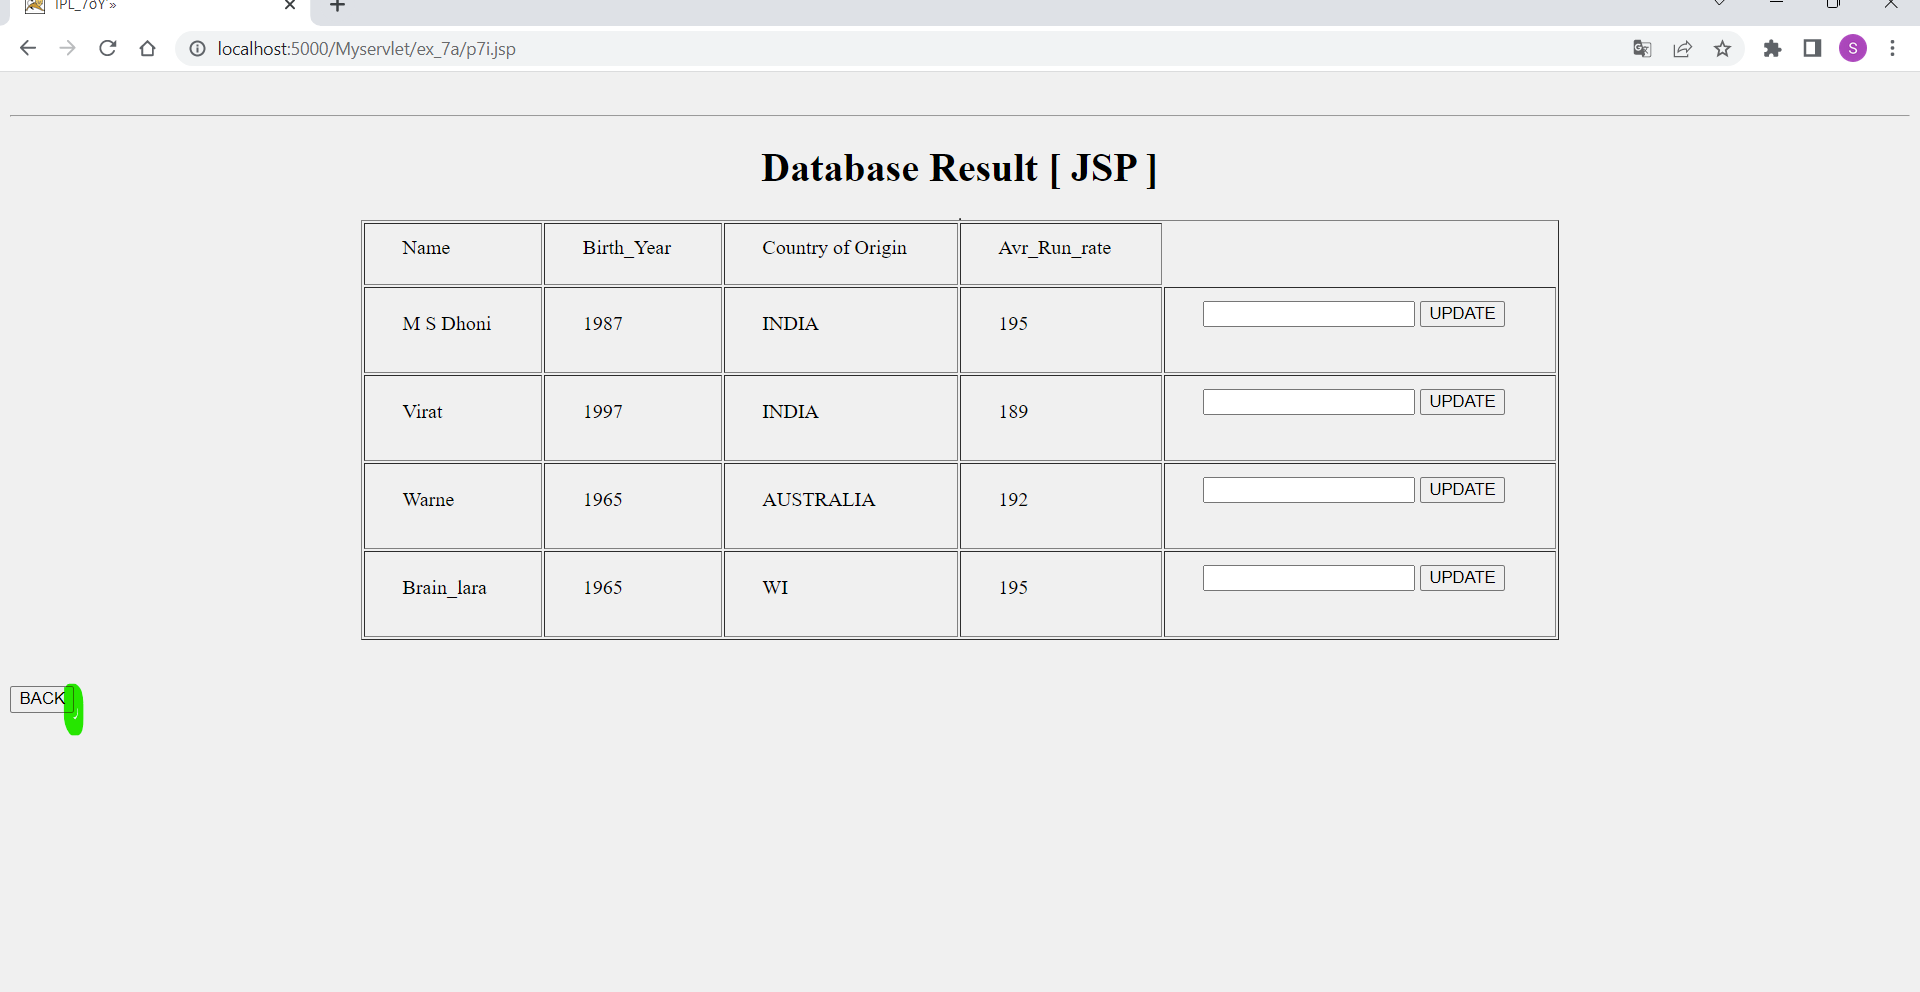 localhost:5000/Myservlet/ex_7a/p7i.jsp
S
Database Result [ JSP ]
Name Birth_Year Country of Origin Avr_Run_rate
M S Dhoni 1987 INDIA 195 UPDATE
Virat 1997 INDIA 189 UPDATE
Warne 1965 AUSTRALIA 192 UPDATE
Brain_lara 1965 WI 195 UPDATE
BACK